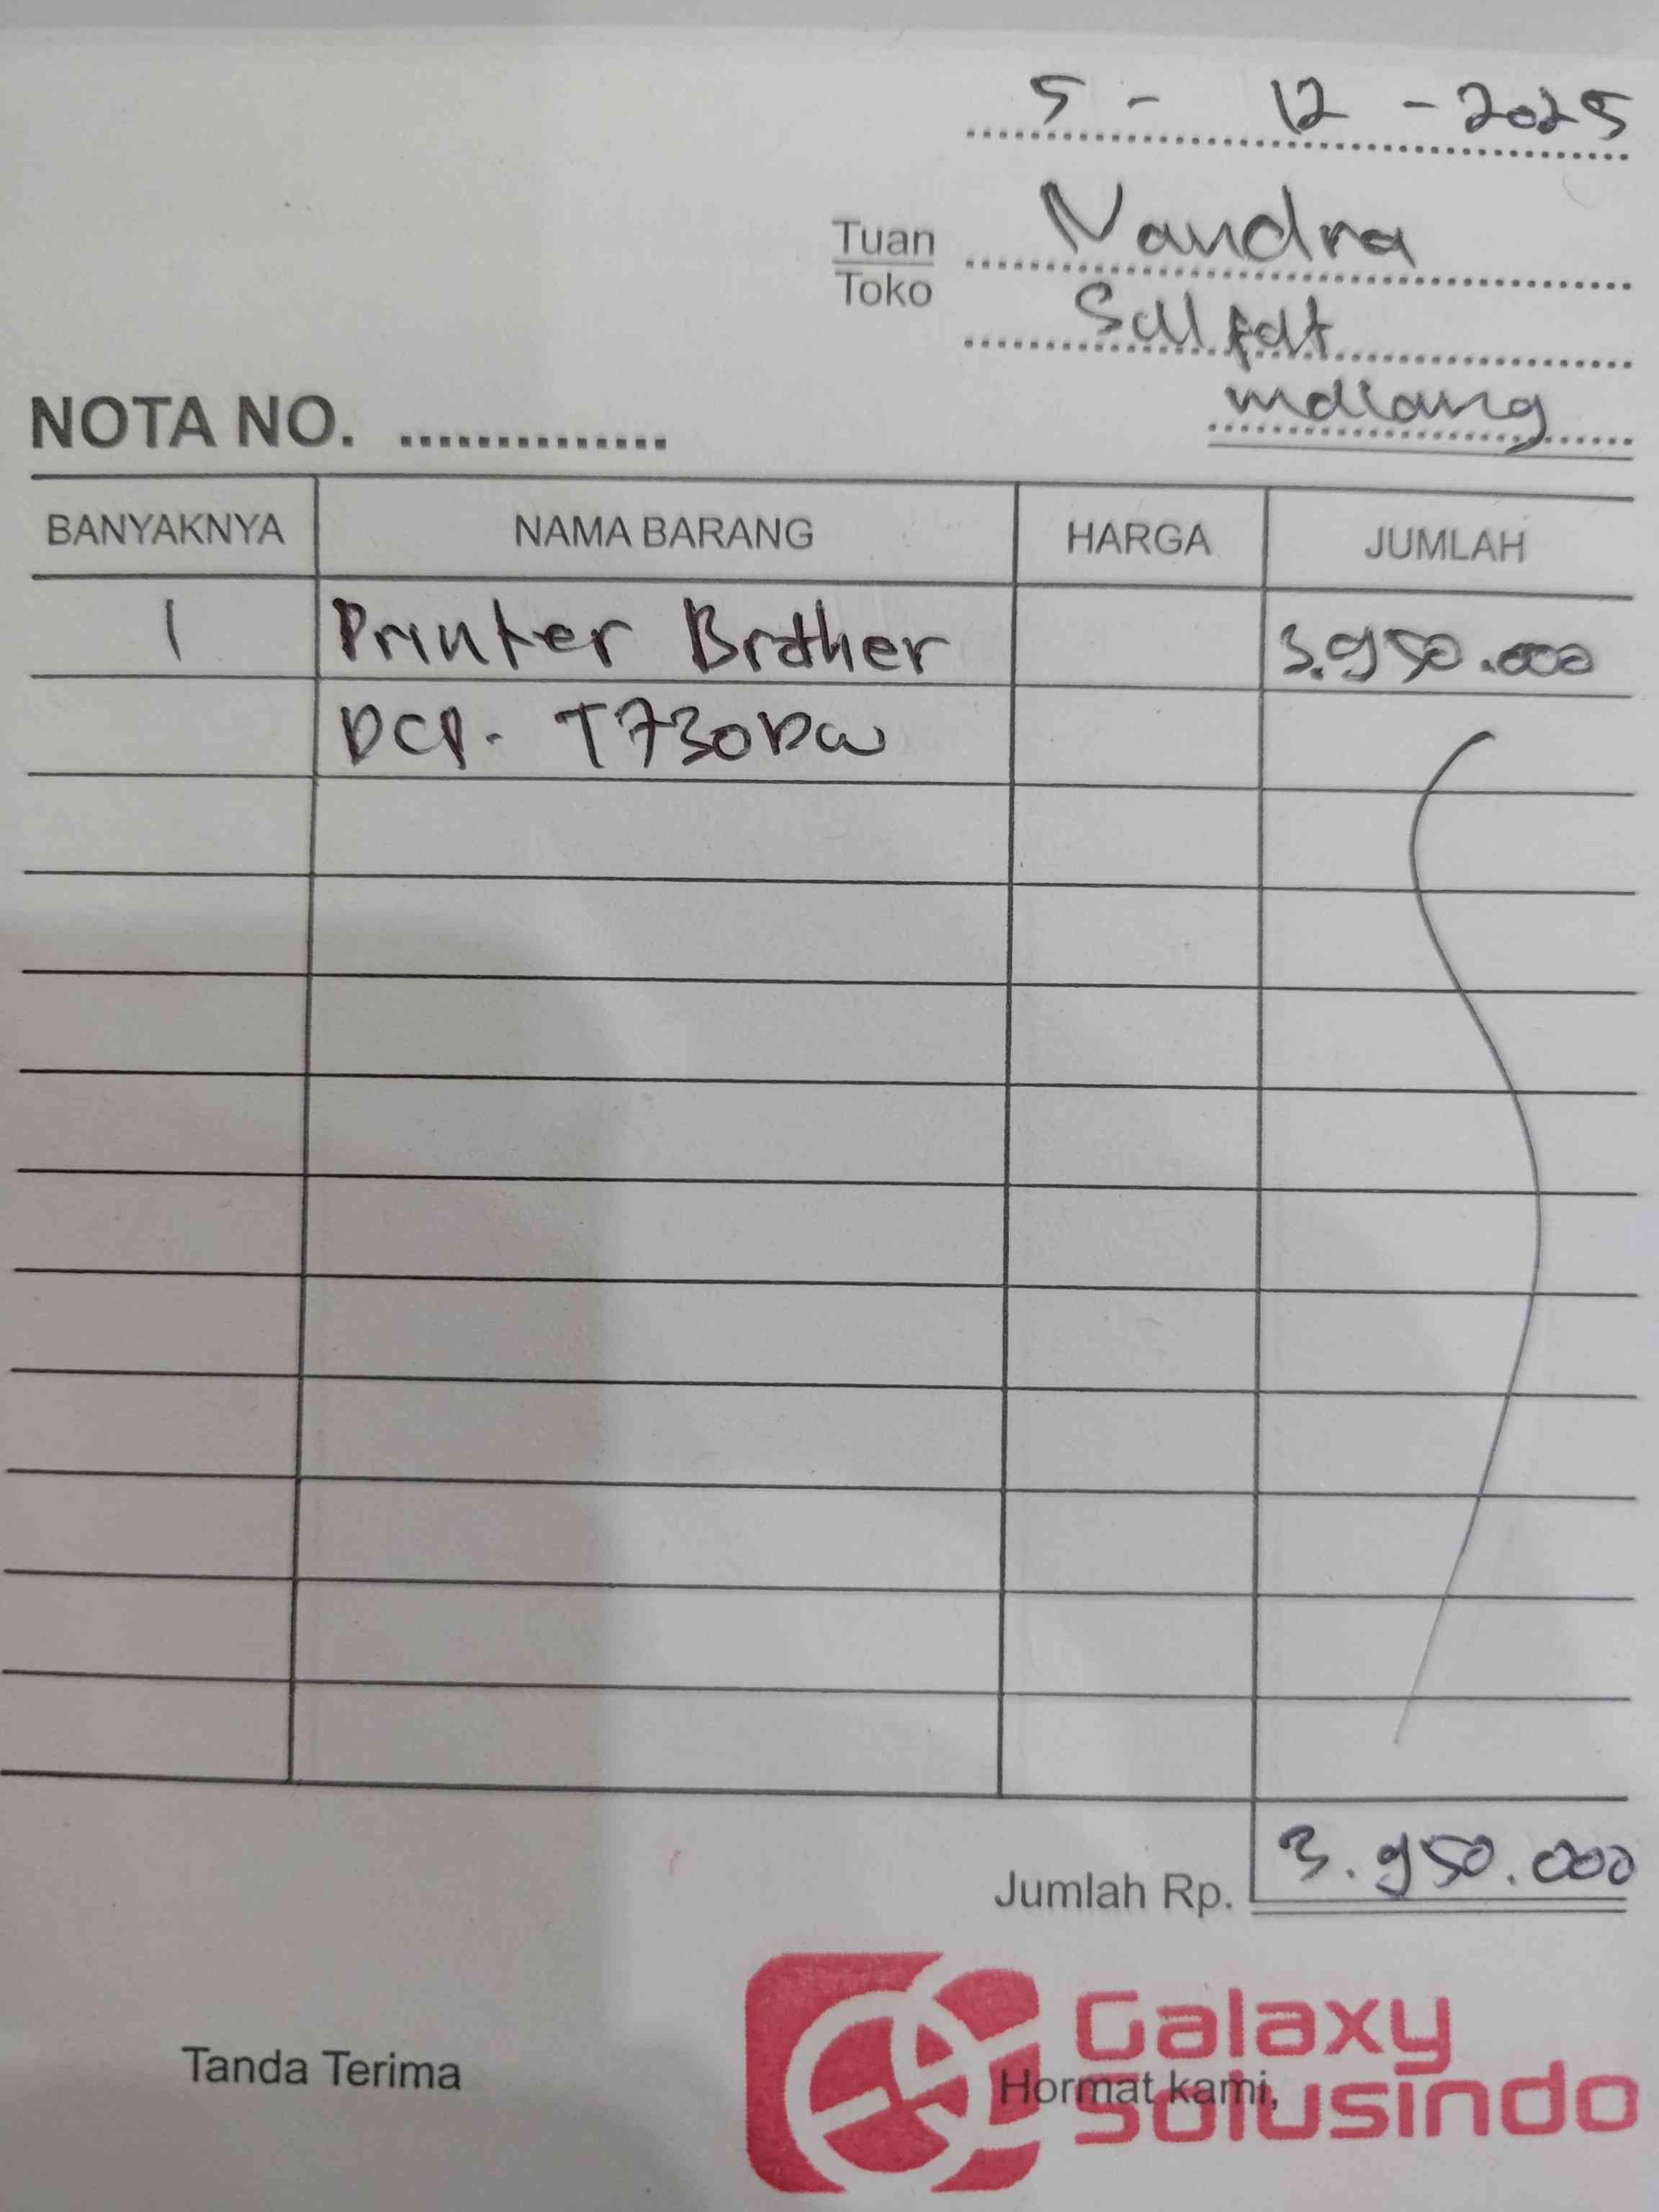 5 - 12 - 2025
Tuan Nandra
Toko
Sulfat
malang
NOTA NO. ..............
BANYAKNYA NAMA BARANG HARGA JUMLAH
1 Printer Brother 3.950.000
DCP- T730DW
Jumlah Rp. 3.950.000
Galaxy
Solusindo
Tanda Terima Hormat kami,